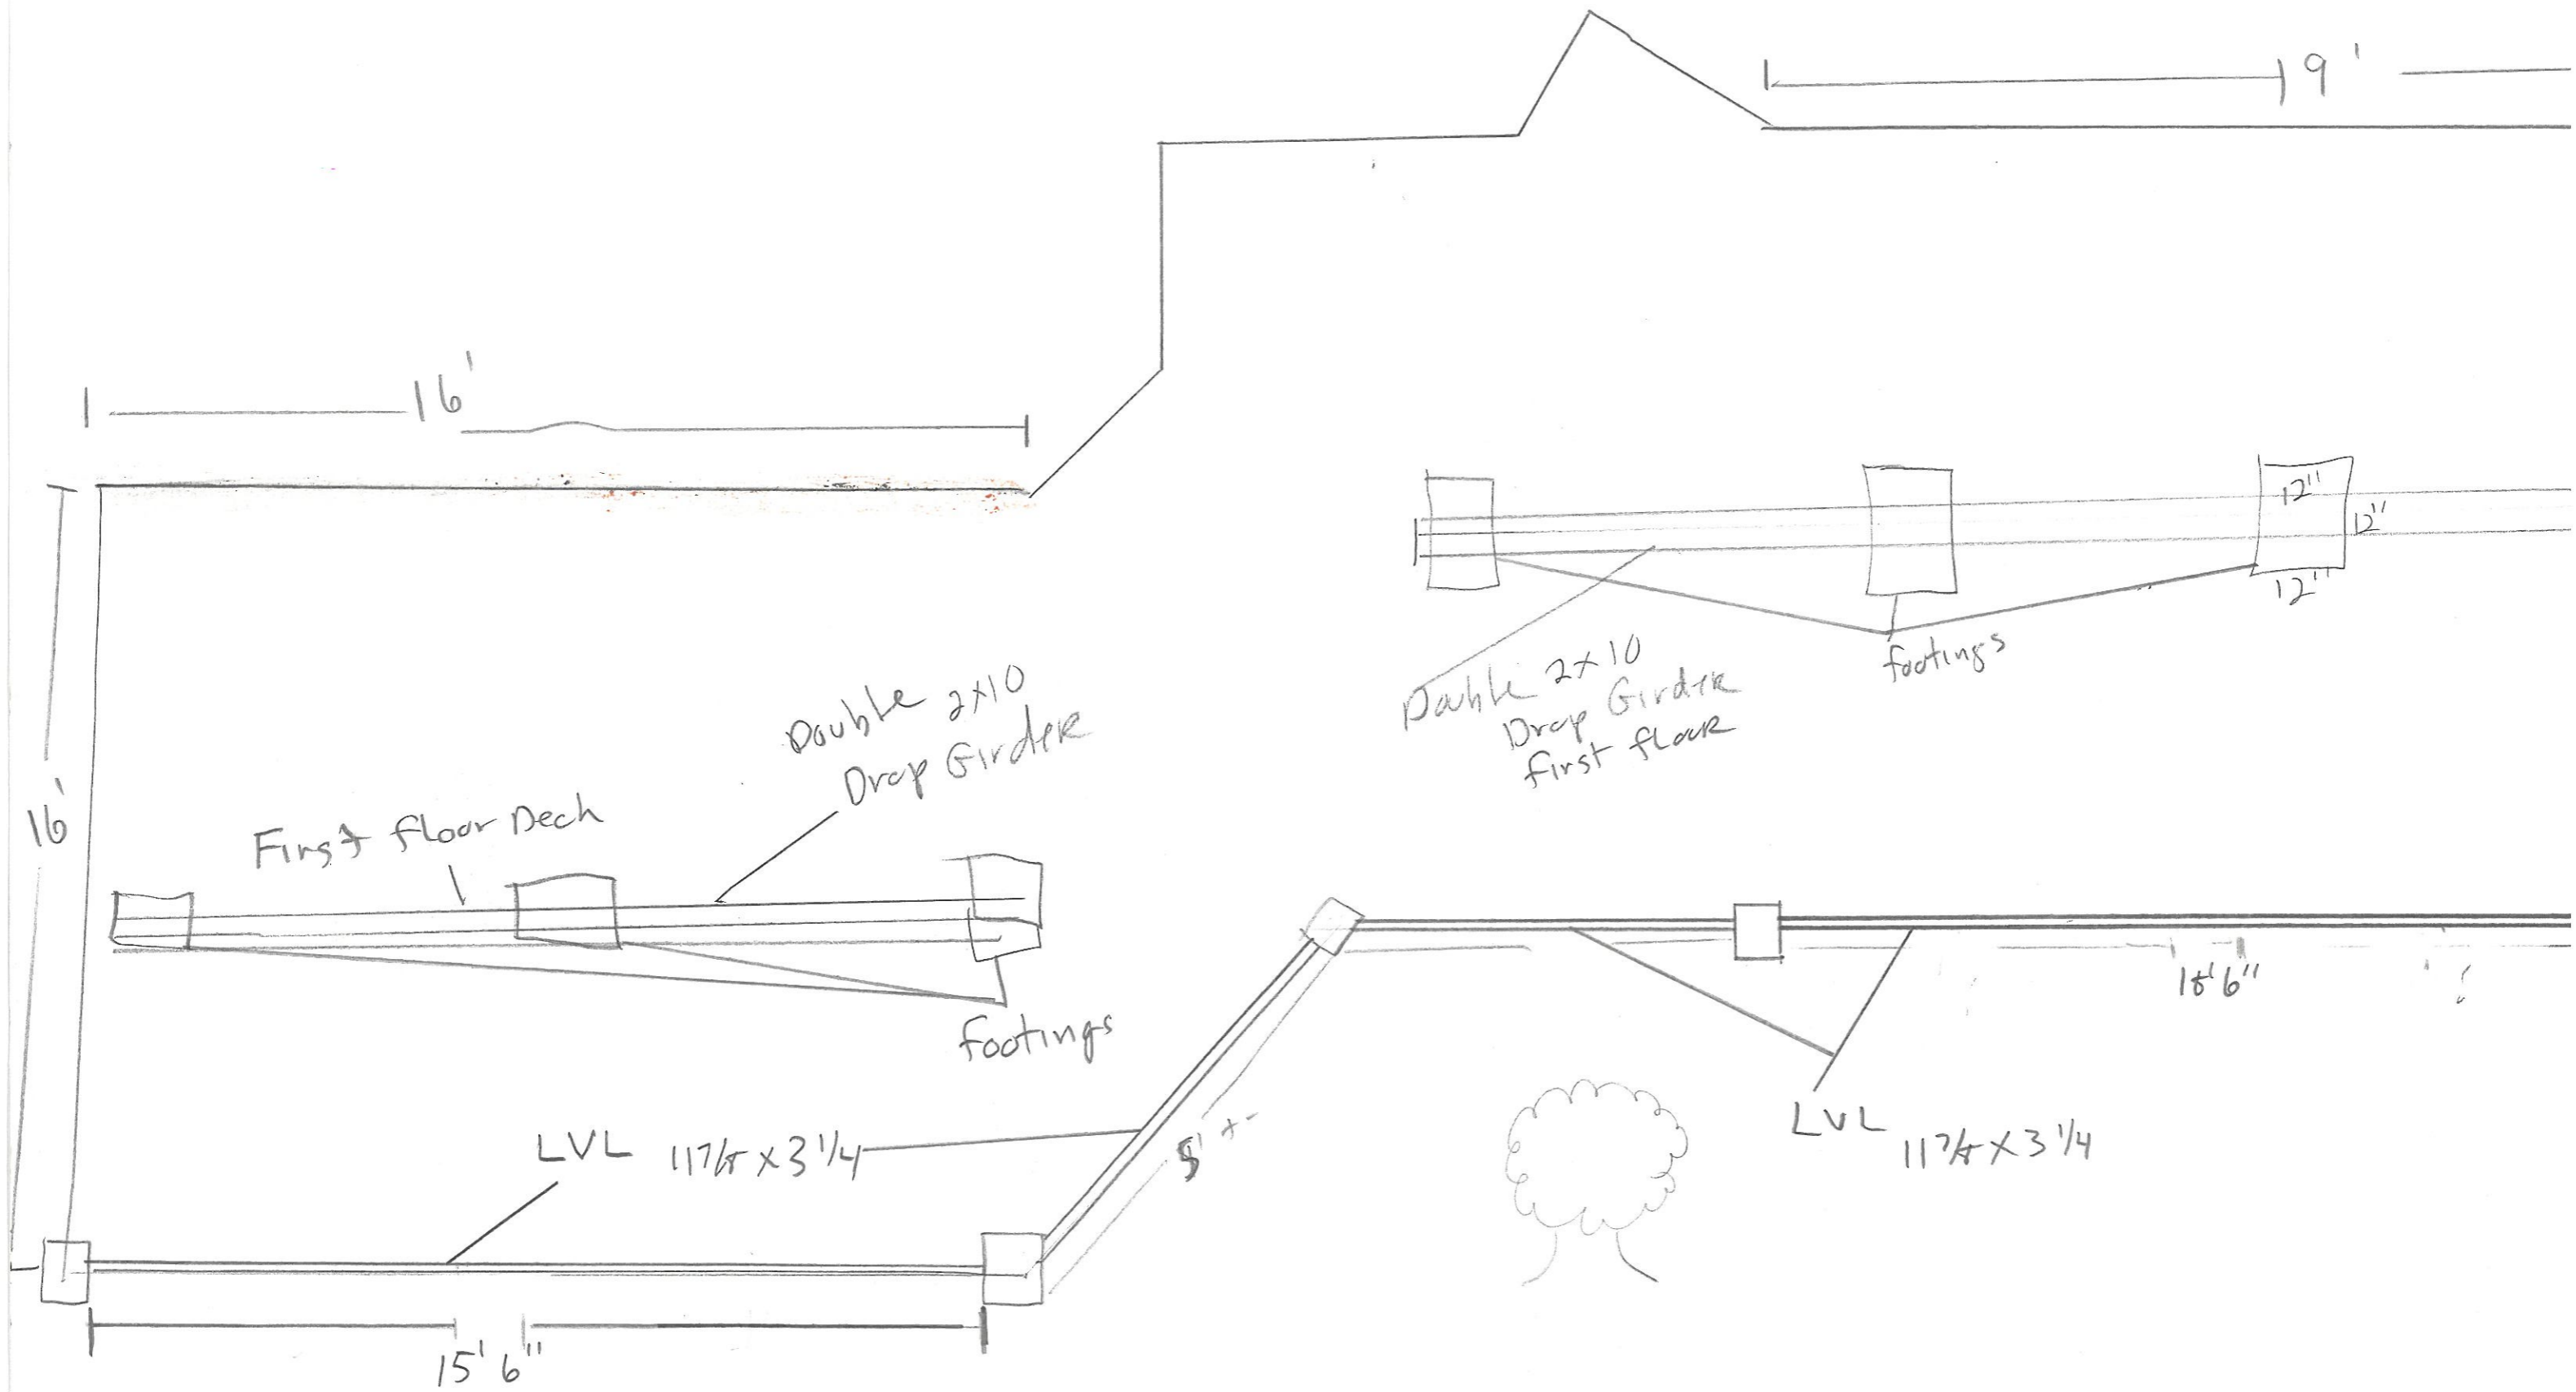 9'
16'
12"
12"
12"
footings
Double 2x10
Drop Girder
first floor
Double 2x10
Drop Girder
First floor Deck
16'
footings
18'6"
LVL 11 7/8 x 3 1/4
LVL 11 7/8 x 3 1/4
15' 6"